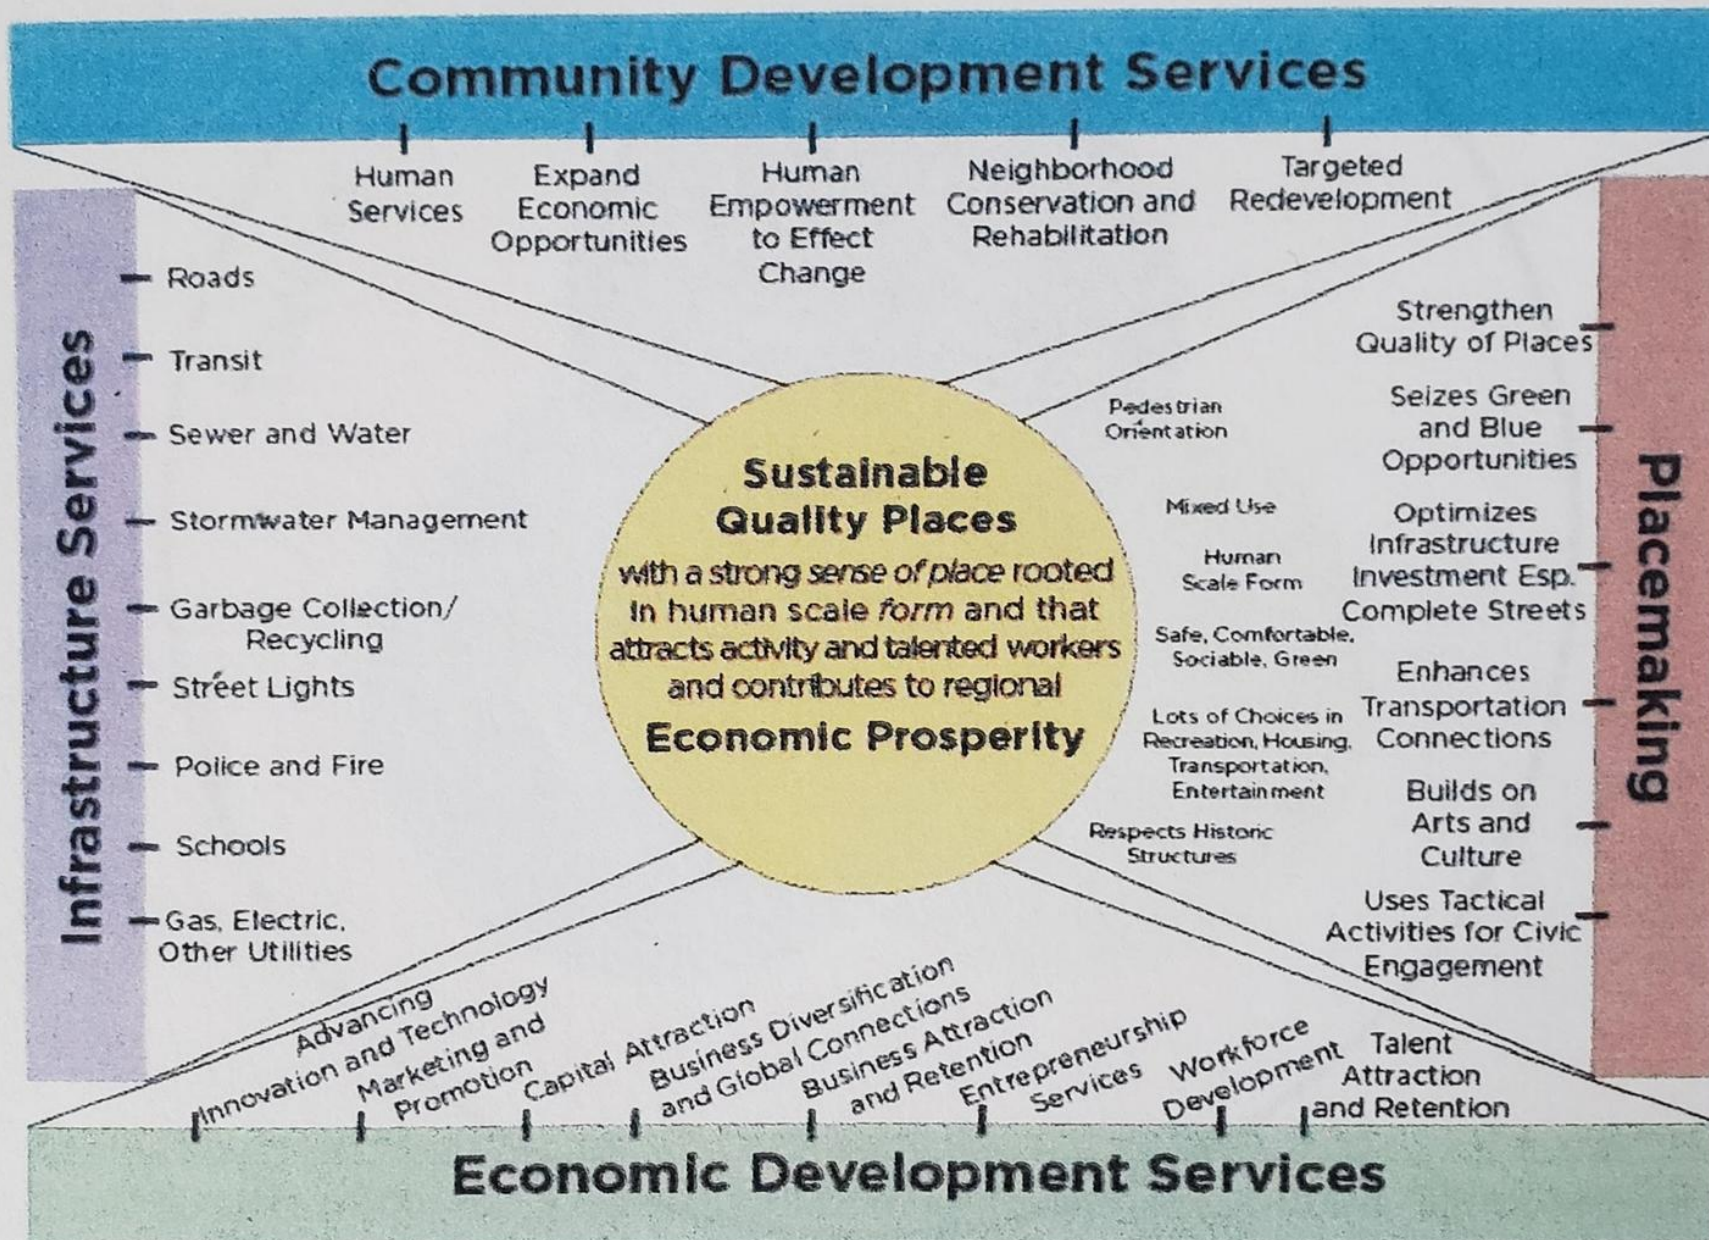 Community Development Services
Human
Services
Expand
Economic
Opportunities
Human
Empowerment
to Effect
Change
Neighborhood
Conservation and
Rehabilitation
Targeted
Redevelopment
Infrastructure Services
Roads
Transit
Sewer and Water
Stormwater Management
Garbage Collection/
Recycling
Street Lights
Police and Fire
Schools
Gas, Electric,
Other Utilities
Sustainable
Quality Places
with a strong sense of place rooted
in human scale form and that
attracts activity and talented workers
and contributes to regional
Economic Prosperity
Pedestrian
Orientation
Mixed Use
Human
Scale Form
Safe, Comfortable,
Sociable, Green
Lots of Choices in
Recreation, Housing,
Transportation,
Entertainment
Respects Historic
Structures
Strengthen
Quality of Places
Seizes Green
and Blue
Opportunities
Optimizes
Infrastructure
Investment Esp.
Complete Streets
Enhances
Transportation
Connections
Builds on
Arts and
Culture
Uses Tactical
Activities for Civic
Engagement
Placemaking
Advancing
Innovation and Technology
Marketing and
Promotion
Capital Attraction
Business Diversification
and Global Connections
Business Attraction
and Retention
Entrepreneurship
Services
Workforce
Development
Talent
Attraction
and Retention
Economic Development Services